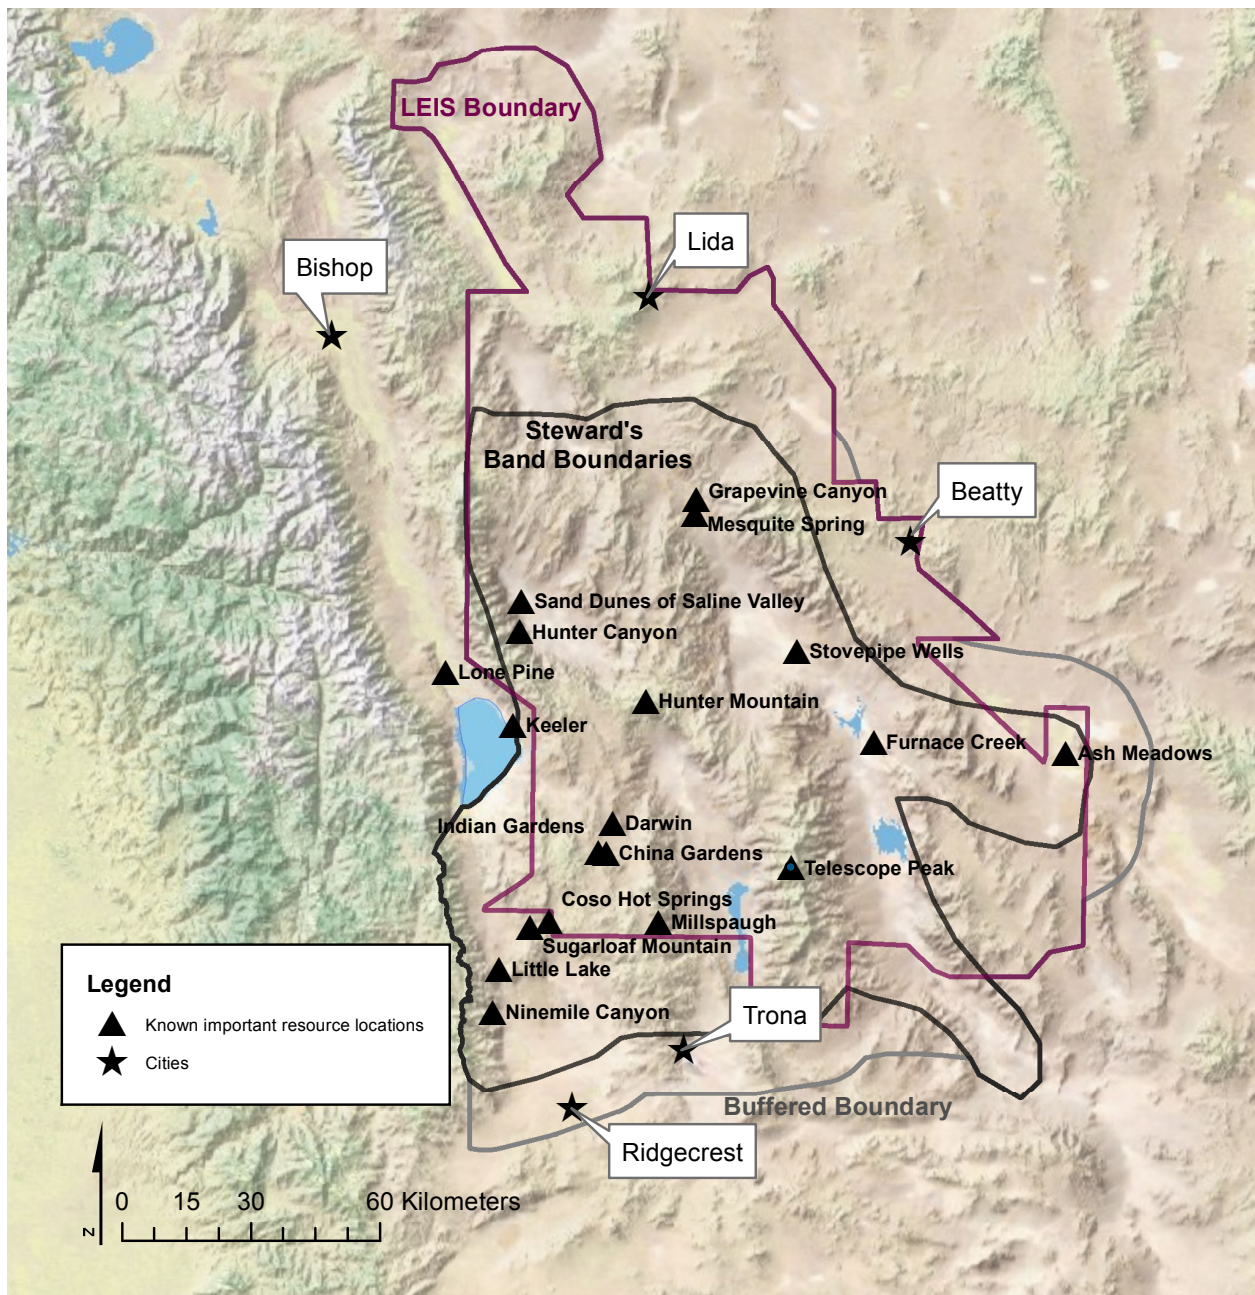 LEIS Boundary
Lida
Bishop
Steward's
Band Boundaries
Grapevine Canyon
Beatty
Mesquite Spring
Sand Dunes of Saline Valley
Hunter Canyon
Stovepipe Wells
Lone Pine
Hunter Mountain
Keeler
Furnace Creek
Ash Meadows
Indian Gardens
Darwin
China Gardens
Telescope Peak
Coso Hot Springs
Millspaugh
Sugarloaf Mountain
Little Lake
Ninemile Canyon
Trona
Buffered Boundary
Ridgecrest
Legend
Known important resource locations
Cities
N
0 15 30 60 Kilometers